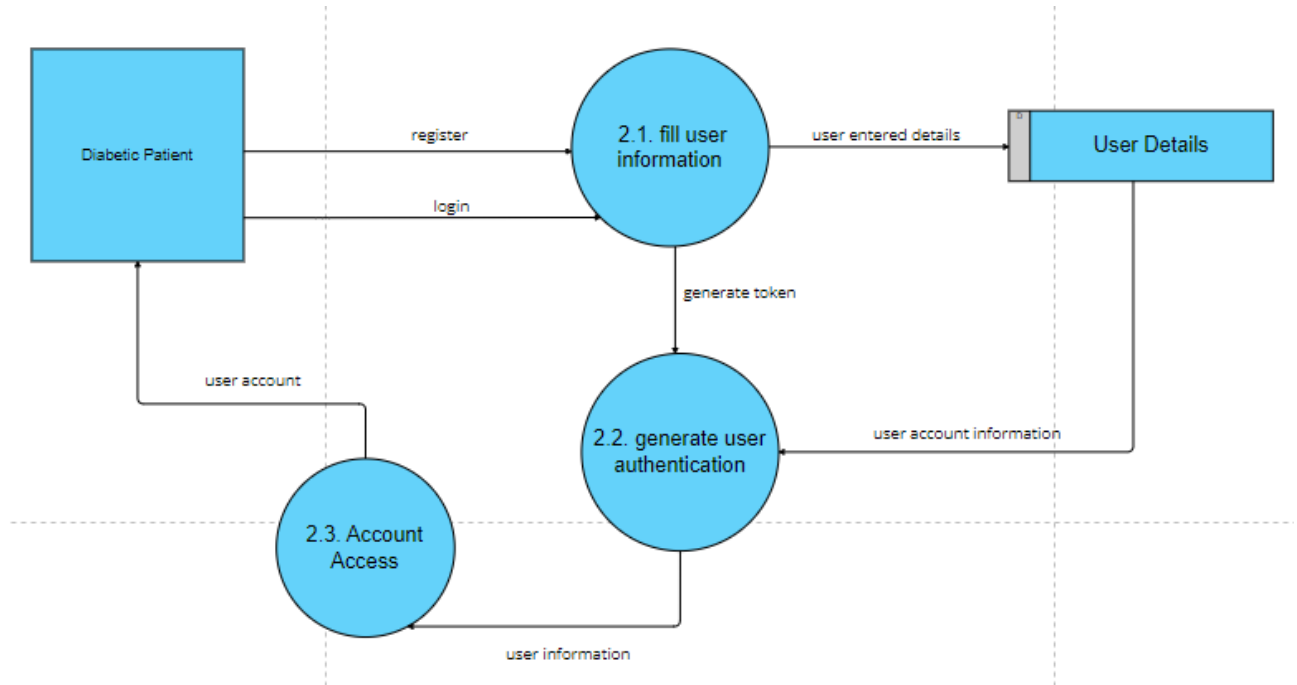 Diabetic Patient
register
login
2.1. fill user
information
user entered details
D
User Details
generate token
user account
2.2. generate user
authentication
user account information
2.3. Account
Access
user information